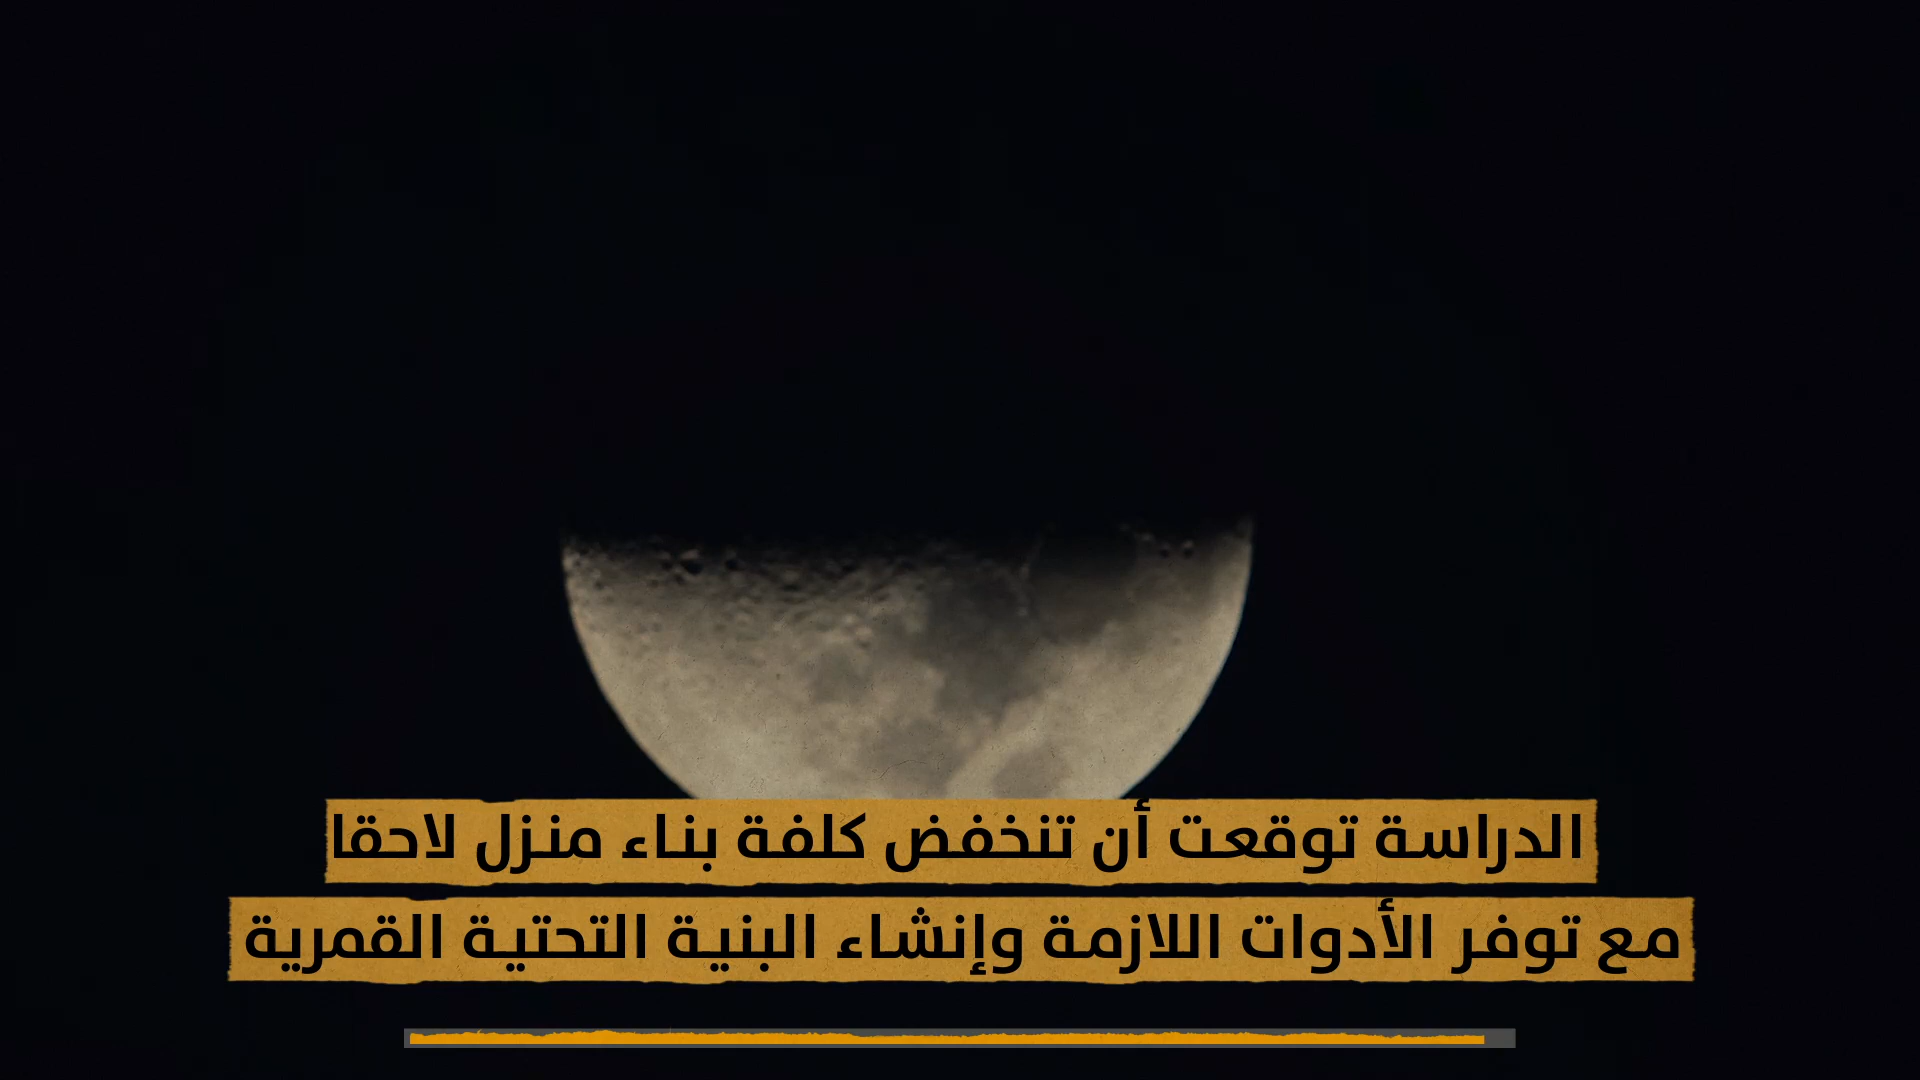 الدراسة توقعت أن تنخفض كلفة بناء منزل لاحقا
مع توفر الأدوات اللازمة وإنشاء البنية التحتية القمرية